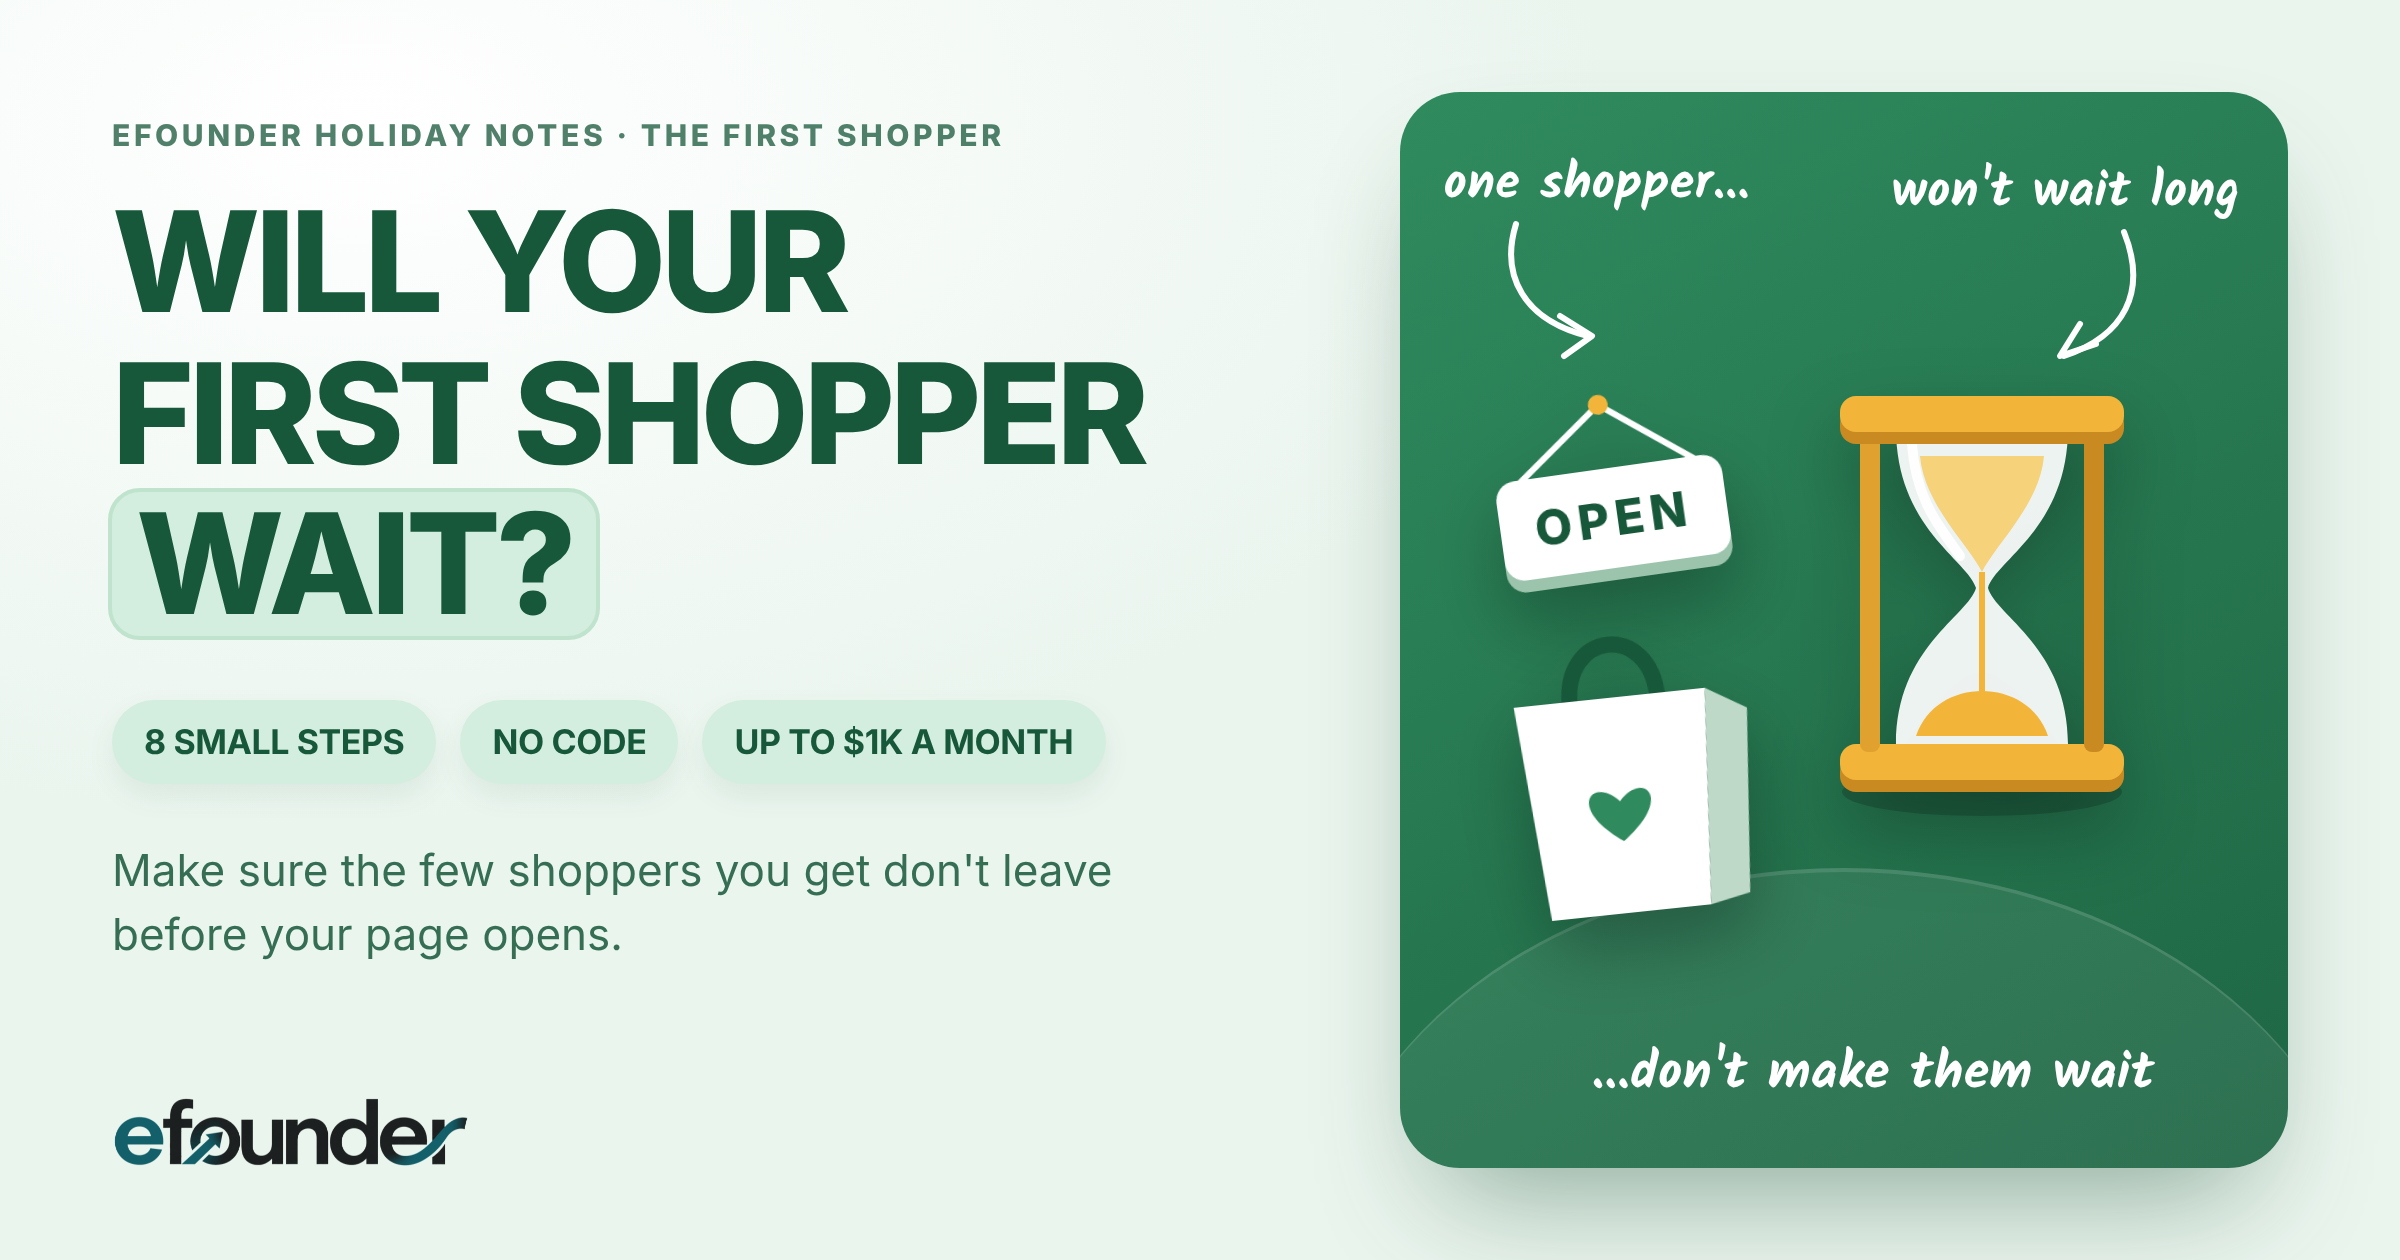 EFOUNDER HOLIDAY NOTES · THE FIRST SHOPPER
WILL YOUR
FIRST SHOPPER
WAIT?
8 SMALL STEPS
NO CODE
UP TO $1K A MONTH
Make sure the few shoppers you get don't leave
before your page opens.
efounder
one shopper...
won't wait long
OPEN
...don't make them wait